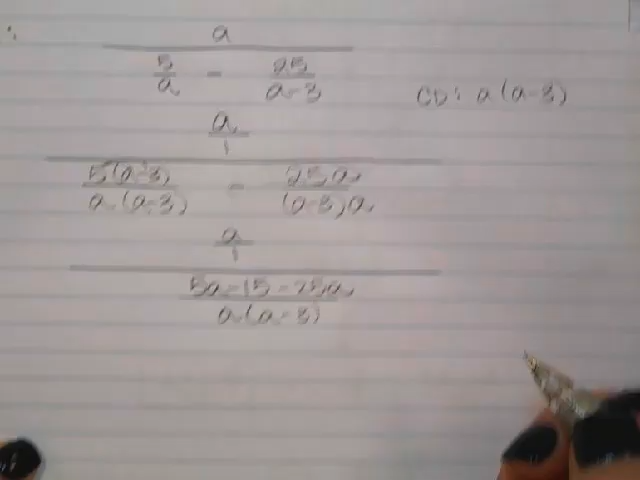 a
5/a - 25/a-3
CD: a(a-3)
a/1
5(a-3)/a(a-3) - 25a/(a-3)a
a/1
5a-15-25a/a(a-3)